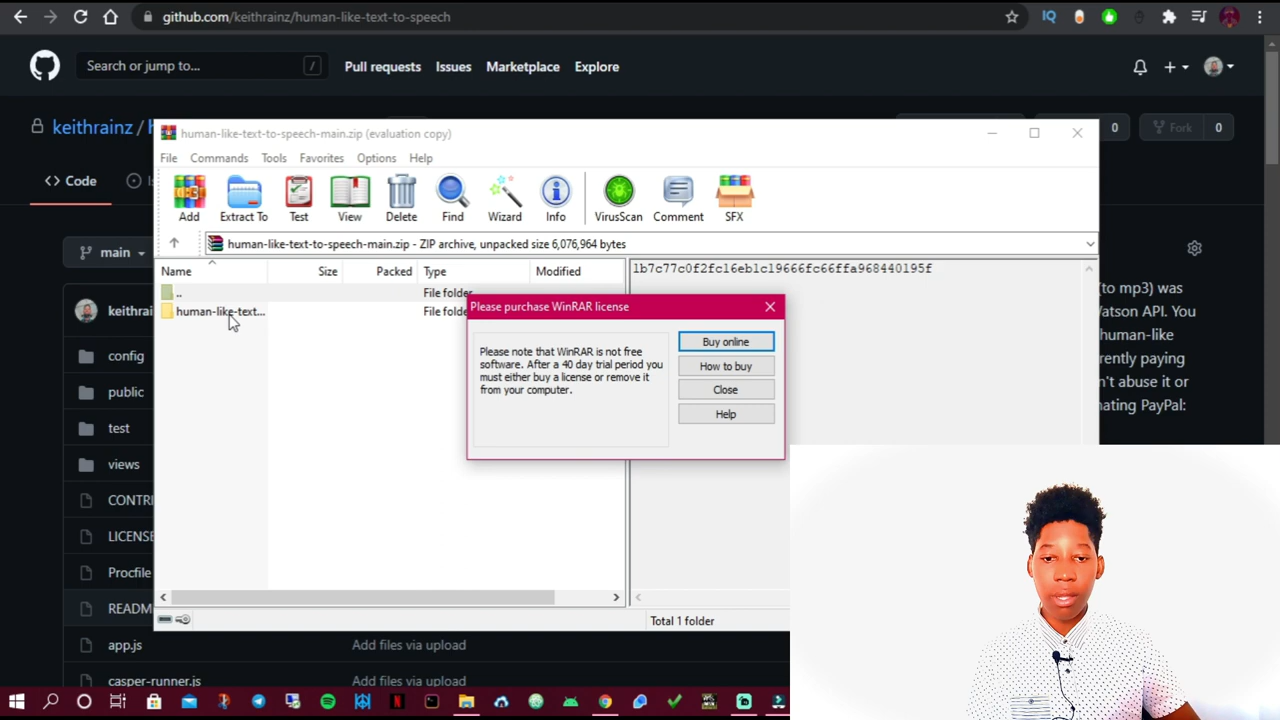 github.com/keithrainz/human-like-text-to-speech
IQ
Search or jump to...
/
Pull requests
Issues
Marketplace
Explore
keithrainz /
0
Fork
0
human-like-text-to-speech-main.zip (evaluation copy)
File
Commands
Tools
Favorites
Options
Help
<> Code
Add
Extract To
Test
View
Delete
Find
Wizard
Info
VirusScan
Comment
SFX
main
human-like-text-to-speech-main.zip - ZIP archive, unpacked size 6,076,964 bytes
Name
Size
Packed
Type
Modified
1b7c77c0f2fc16eb1c19666fc66ffa968440195f
..
File folder
human-like-text...
File folder
Please purchase WinRAR license
Please note that WinRAR is not free
software. After a 40 day trial period you
must either buy a license or remove it
from your computer.
Buy online
How to buy
Close
Help
(to mp3) was
Watson API. You
human-like
rently paying
n't abuse it or
nating PayPal:
keithrai
config
public
test
views
CONTRI
LICENSE
Procfile
READM
Total 1 folder
app.js
Add files via upload
casper-runner.js
Add files via upload